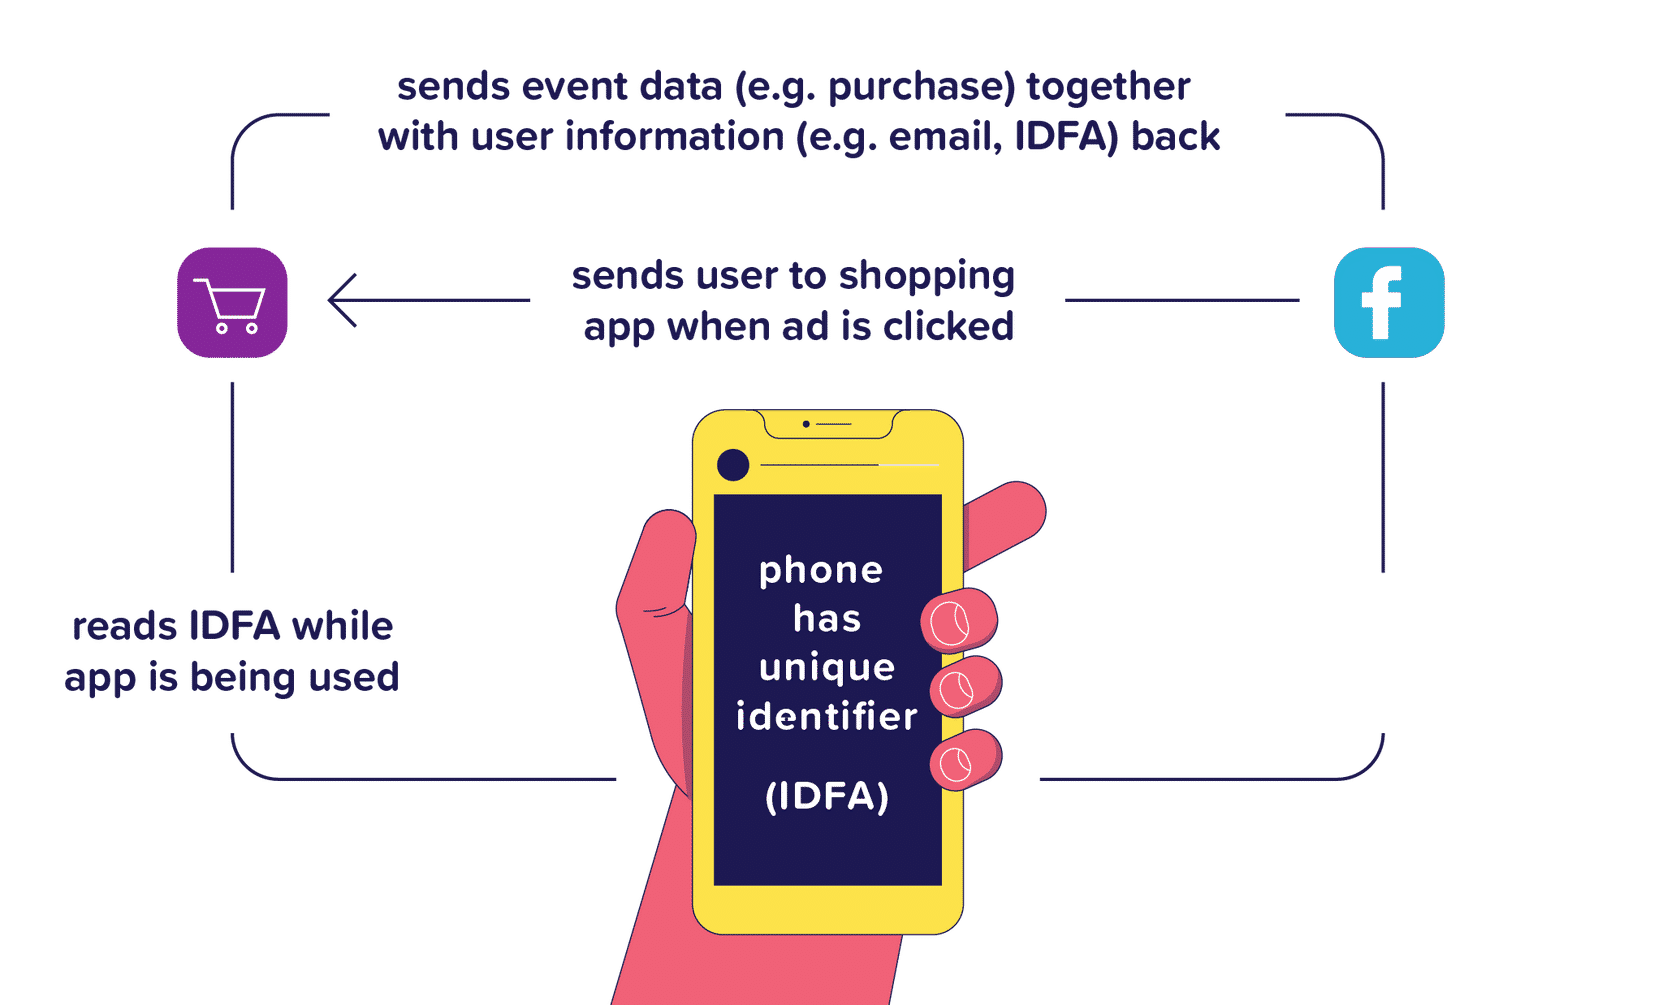 sends event data (e.g. purchase) together
with user information (e.g. email, IDFA) back
sends user to shopping
app when ad is clicked
phone
has
unique
identifier
(IDFA)
reads IDFA while
app is being used